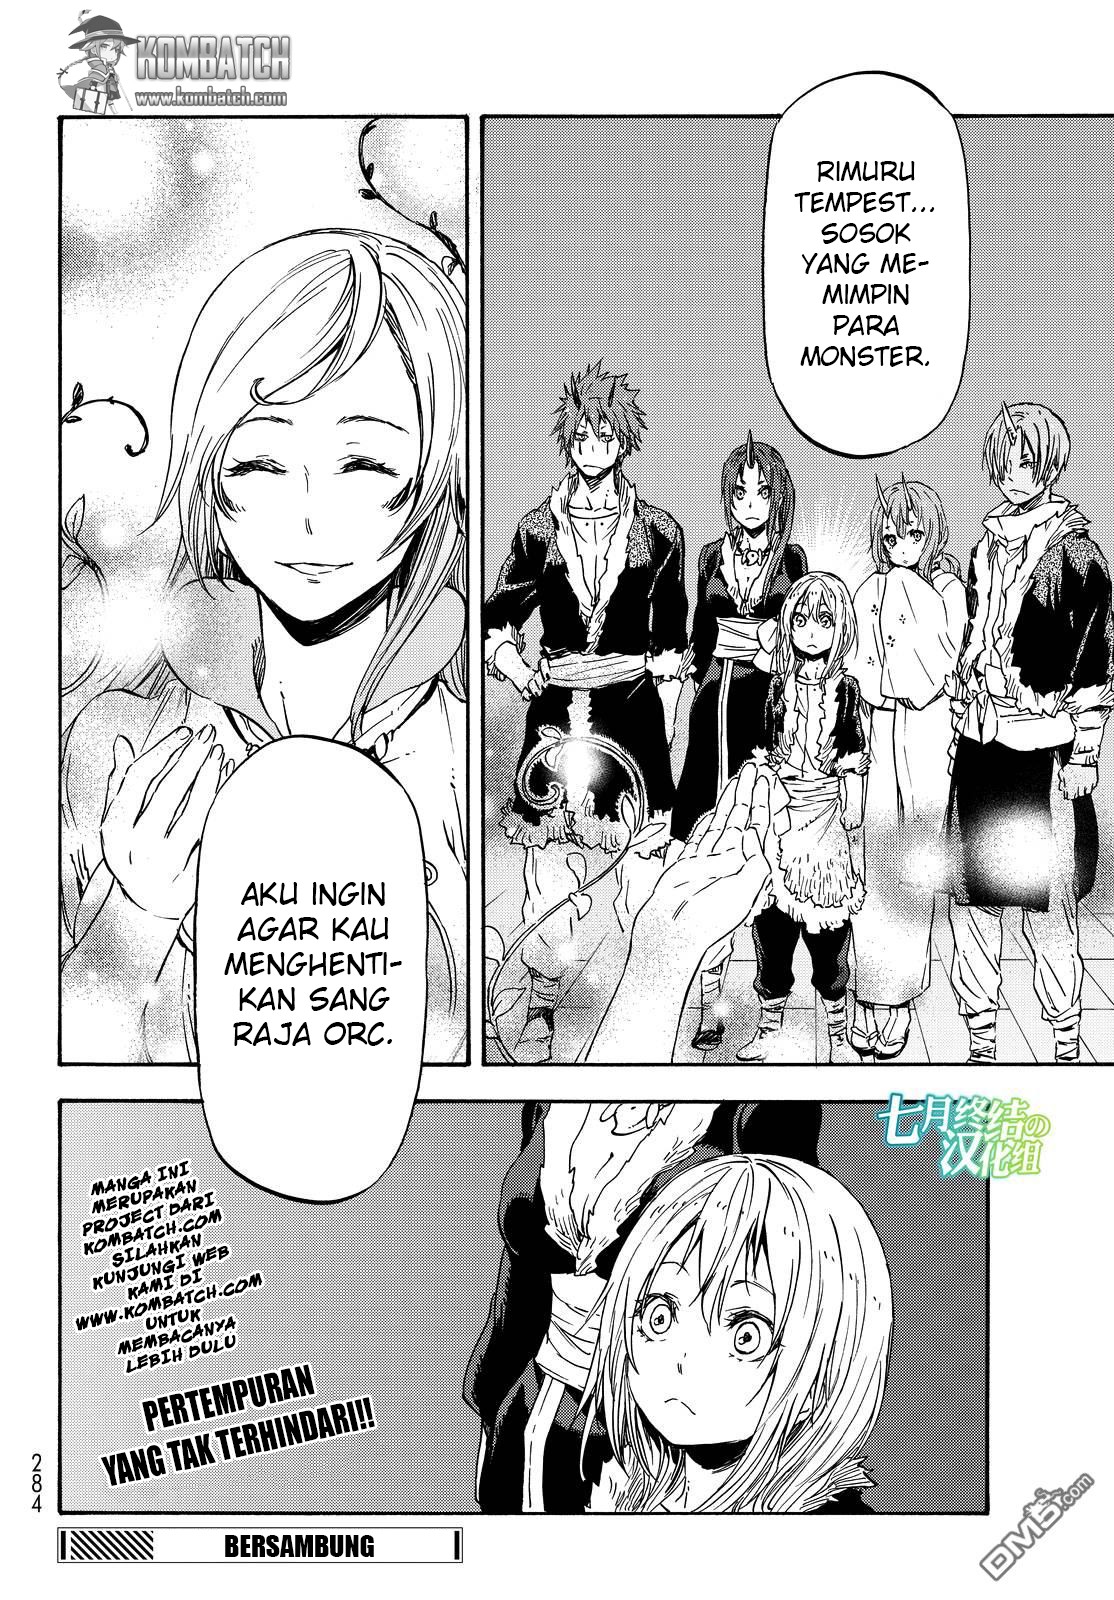 KOMBATCH
www.kombatch.com
RIMURU
TEMPEST...
SOSOK
YANG ME-
MIMPIN
PARA
MONSTER.
AKU INGIN
AGAR KAU
MENGHENTI-
KAN SANG
RAJA ORC.
七月终结の
汉化组
MANGA INI
MERUPAKAN
PROJECT DARI
KOMBATCH.COM
SILAHKAN
KUNJUNGI WEB
KAMI DI
WWW.KOMBATCH.COM
UNTUK
MEMBACANYA
LEBIH DULU
PERTEMPURAN
YANG TAK TERHINDARI!!
284
BERSAMBUNG
DM5.com